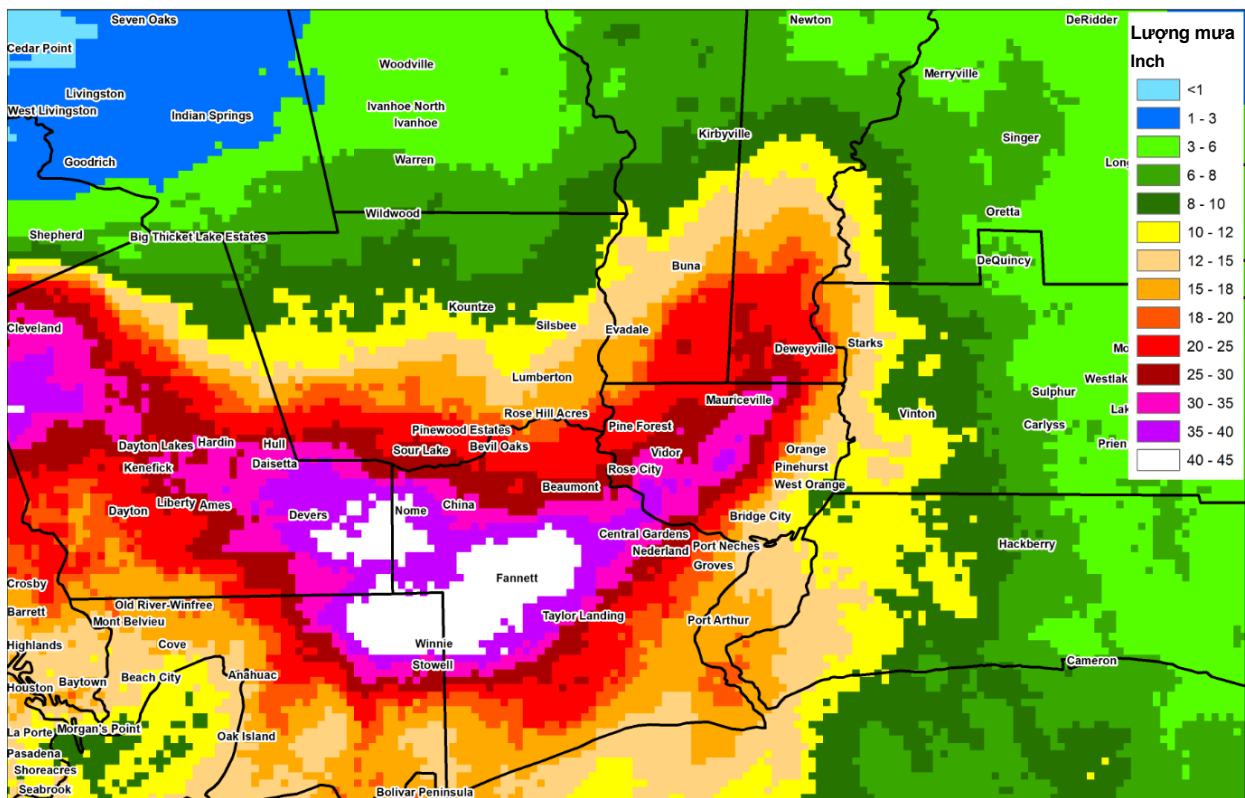 Seven Oaks
Newton
DeRidder
Cedar Point
Lượng mưa
Inch
Woodville
Merryville
<1
Livingston
West Livingston
Indian Springs
Ivanhoe North
Ivanhoe
1 - 3
Kirbyville
Singer
3 - 6
Goodrich
Warren
Long
6 - 8
Wildwood
Oretta
8 - 10
Shepherd
Big Thicket Lake Estates
10 - 12
Buna
DeQuincy
12 - 15
Kountze
15 - 18
Cleveland
Silsbee
Evadale
18 - 20
Deweyville
Starks
Mo
20 - 25
Lumberton
Westlak
25 - 30
Mauriceville
Sulphur
30 - 35
Rose Hill Acres
Vinton
Lak
Pinewood Estates
Pine Forest
Carlyss
35 - 40
Dayton Lakes
Hardin
Hull
Sour Lake
Bevil Oaks
Vidor
Orange
Prien
40 - 45
Kenefick
Daisetta
Rose City
Pinehurst
Beaumont
West Orange
Dayton
Liberty
Ames
Devers
Nome
China
Bridge City
Central Gardens
Nederland
Port Neches
Hackberry
Groves
Crosby
Fannett
Barrett
Old River-Winfree
Mont Belvieu
Taylor Landing
Port Arthur
Highlands
Cove
Winnie
Stowell
Cameron
Houston
Baytown
Beach City
Anahuac
La Porte
Morgan's Point
Oak Island
Pasadena
Shoreacres
Seabrook
Bolivar Peninsula